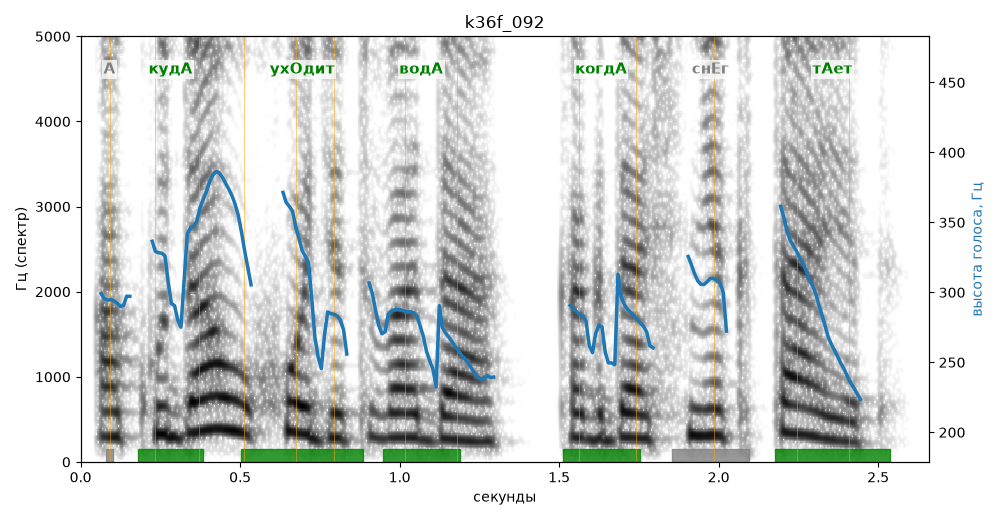 k36f_092
А кудА ухОдит водА когдА снЕг тАет
5000
4000
3000
2000
1000
0
Гц (спектр)
450
400
350
300
250
200
высота голоса, Гц
0.0 0.5 1.0 1.5 2.0 2.5
секунды